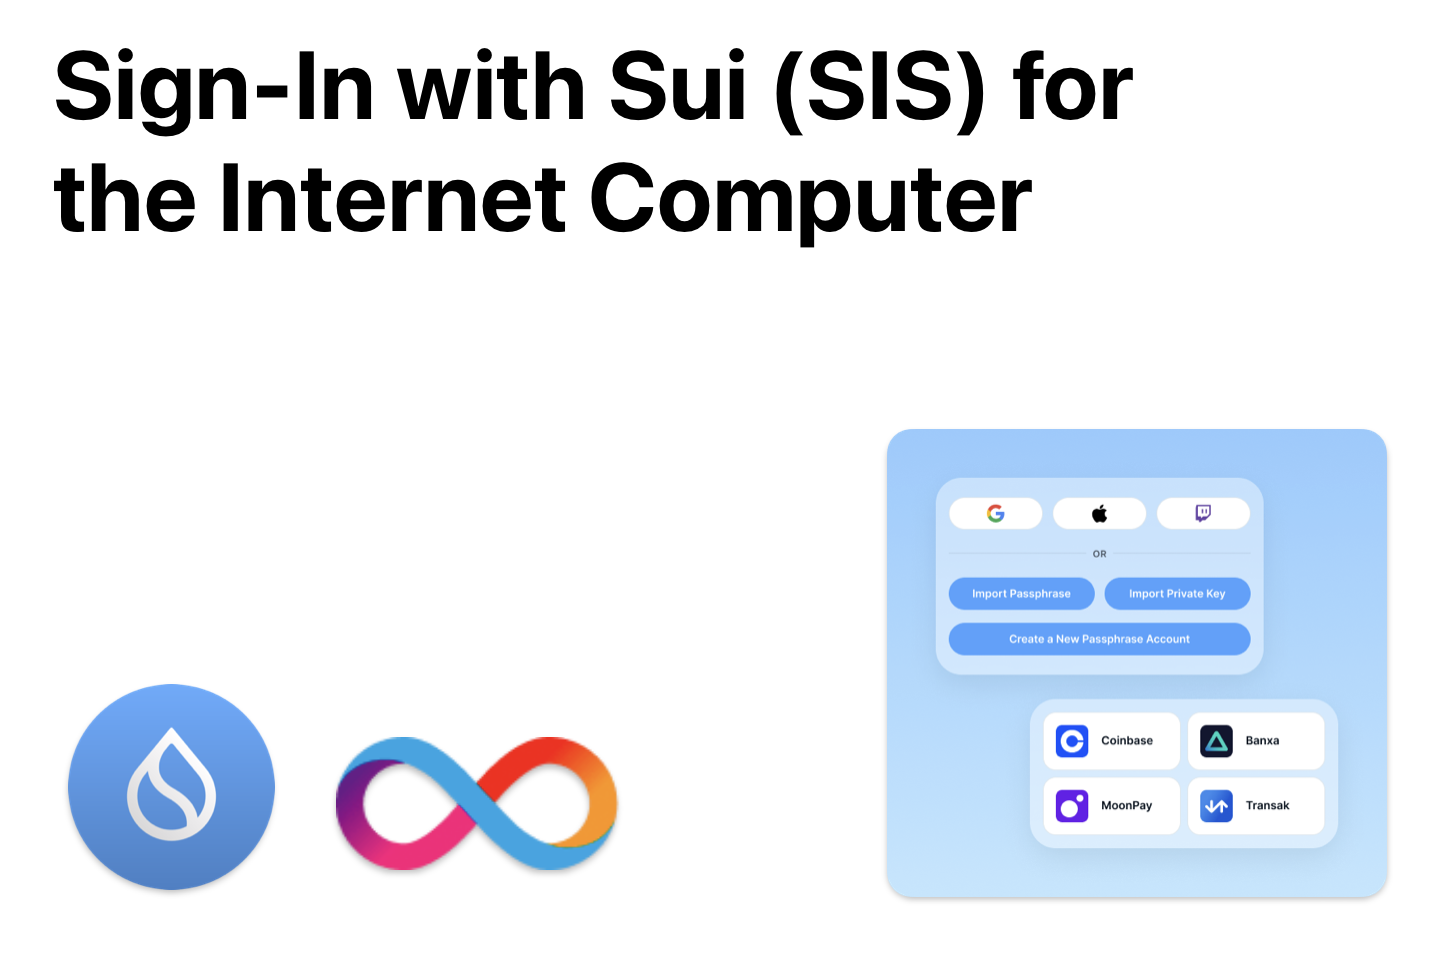 Sign-In with Sui (SIS) for
the Internet Computer
OR
Import Passphrase
Import Private Key
Create a New Passphrase Account
Coinbase
Banxa
MoonPay
Transak